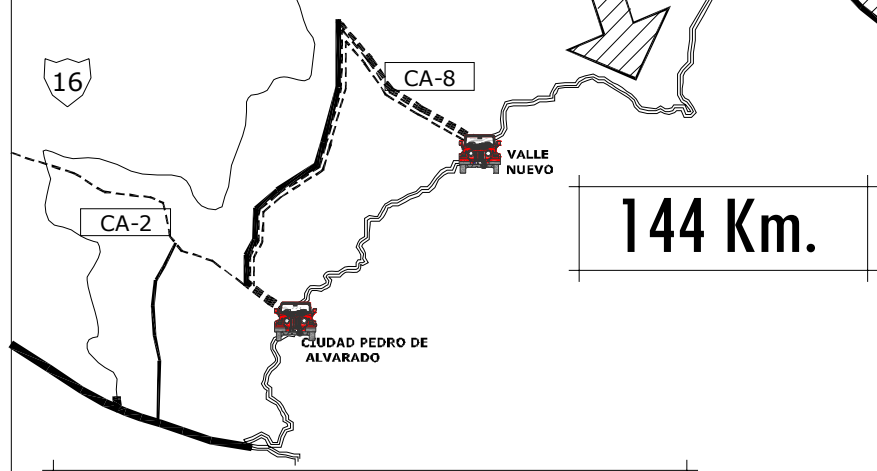 16
CA-8
VALLE
NUEVO
144 Km.
CA-2
CIUDAD PEDRO DE
ALVARADO